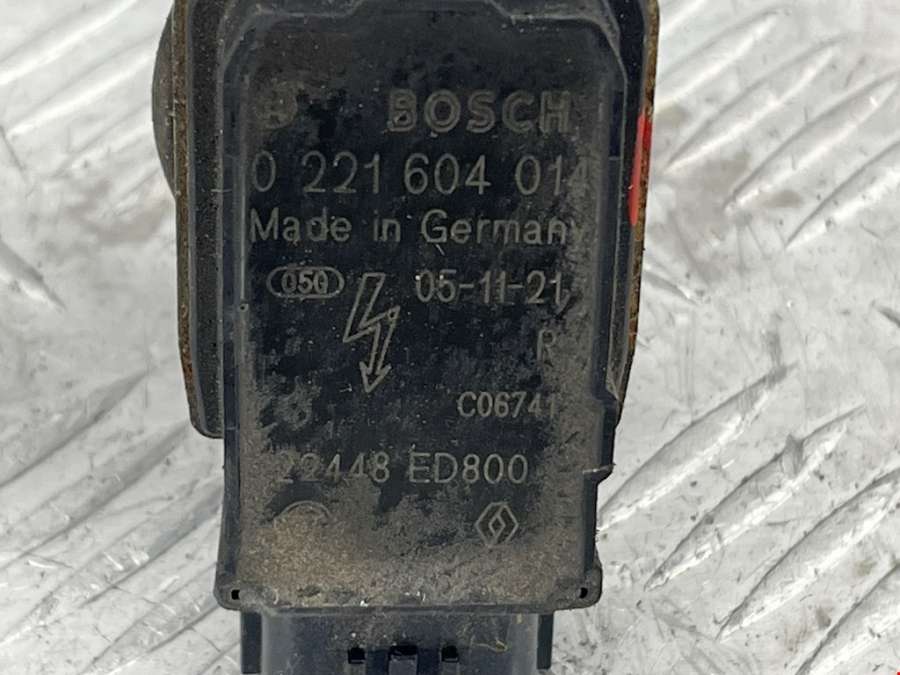 BOSCH
0 221 604 014
Made in Germany
050 05-11-21
R
C06741
22448 ED800